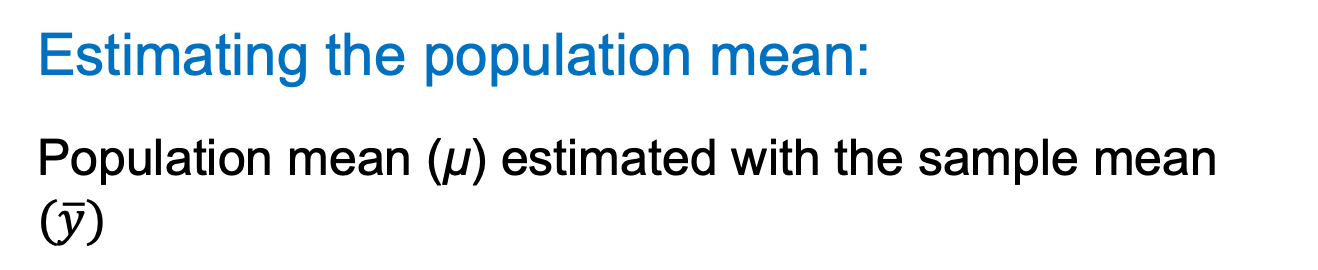 Estimating the population mean:
Population mean (μ) estimated with the sample mean
(y̅)